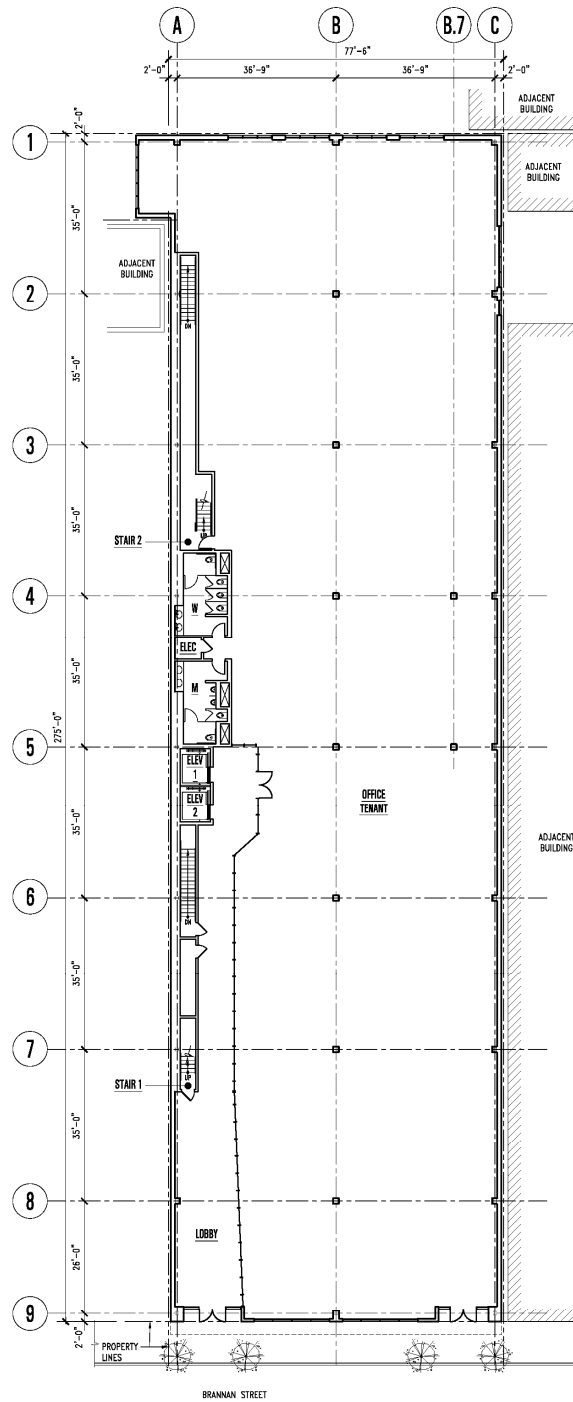 A
B
B.7
C
77'-6"
2'-0"
36'-9"
36'-9"
2'-0"
2'-0"
ADJACENT
BUILDING
1
ADJACENT
BUILDING
35'-0"
ADJACENT
BUILDING
2
DN
35'-0"
3
35'-0"
UP
STAIR 2
4
W
ELEC
35'-0"
M
275'-0"
5
ELEV
1
ELEV
2
OFFICE
TENANT
35'-0"
ADJACENT
BUILDING
6
DN
35'-0"
7
UP
STAIR 1
35'-0"
8
LOBBY
26'-0"
9
2'-0"
PROPERTY
LINES
BRANNAN STREET